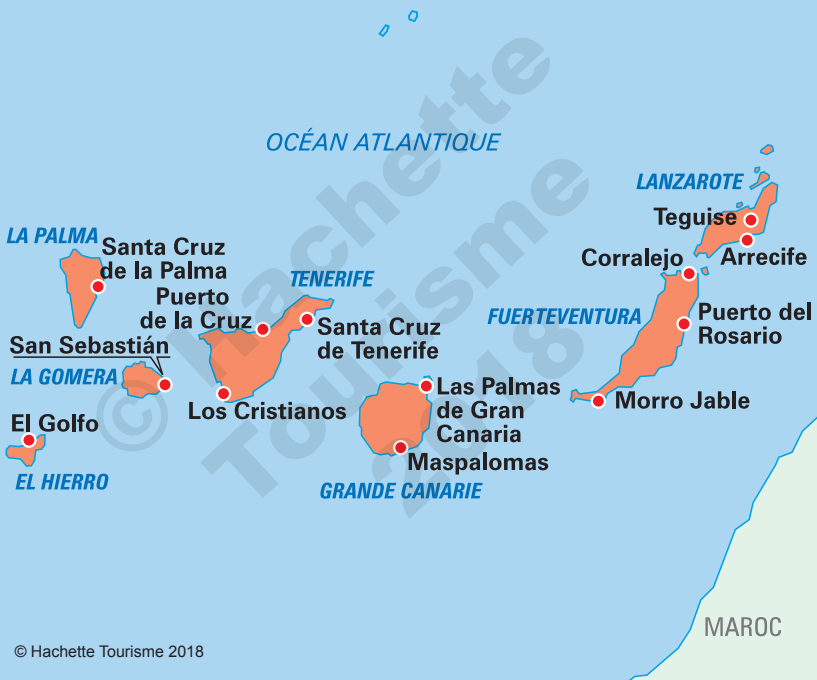 OCÉAN ATLANTIQUE
LANZAROTE
Teguise
Arrecife
LA PALMA
Santa Cruz
de la Palma
Corralejo
TENERIFE
Puerto
de la Cruz
FUERTEVENTURA
Puerto del
Rosario
Santa Cruz
de Tenerife
San Sebastián
LA GOMERA
Las Palmas
de Gran
Canaria
Morro Jable
Los Cristianos
El Golfo
Maspalomas
EL HIERRO
GRANDE CANARIE
MAROC
© Hachette
Tourisme
2018
© Hachette Tourisme 2018